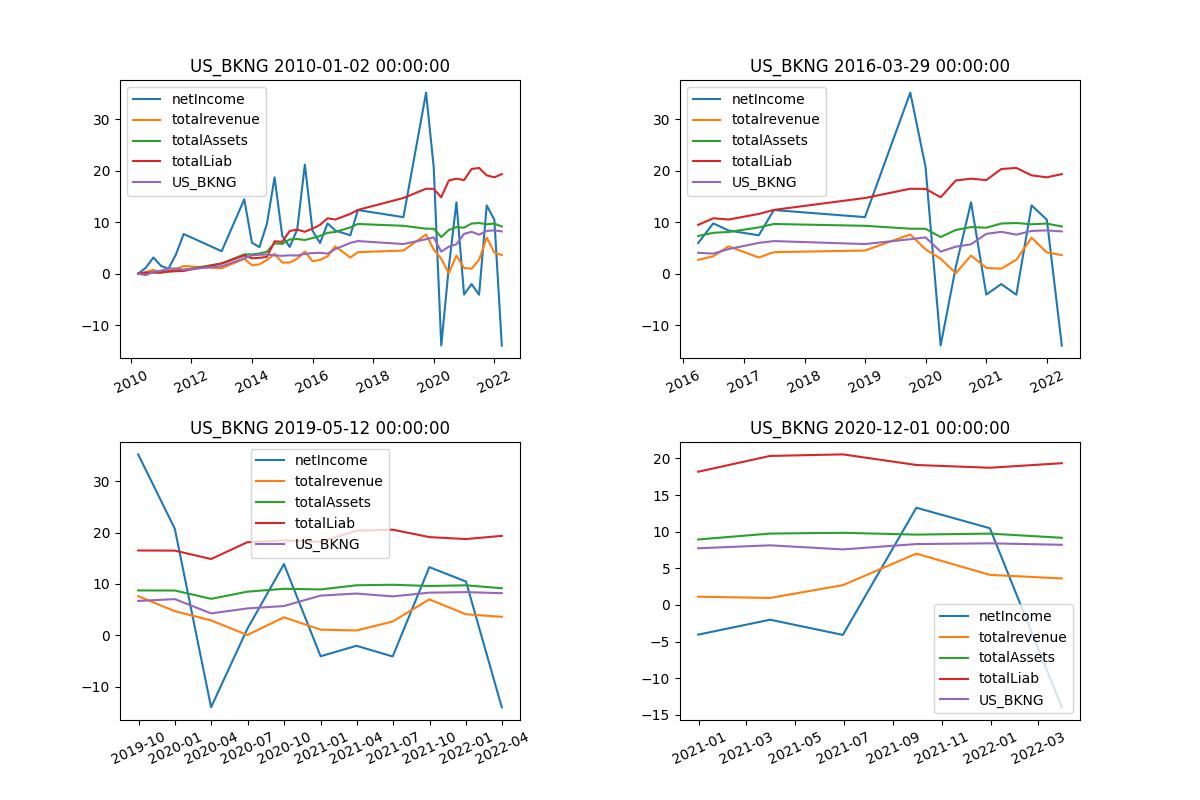 US_BKNG 2010-01-02 00:00:00
netIncome
totalrevenue
totalAssets
totalLiab
US_BKNG
30
20
10
0
−10
2010 2012 2014 2016 2018 2020 2022
US_BKNG 2016-03-29 00:00:00
netIncome
totalrevenue
totalAssets
totalLiab
US_BKNG
30
20
10
0
−10
2016 2017 2018 2019 2020 2021 2022
US_BKNG 2019-05-12 00:00:00
netIncome
totalrevenue
totalAssets
totalLiab
US_BKNG
30
20
10
0
−10
2019-10 2020-01 2020-04 2020-07 2020-10 2021-01 2021-04 2021-07 2021-10 2022-01 2022-04
US_BKNG 2020-12-01 00:00:00
20
15
10
5
0
−5
−10
−15
netIncome
totalrevenue
totalAssets
totalLiab
US_BKNG
2021-01 2021-03 2021-05 2021-07 2021-09 2021-11 2022-01 2022-03